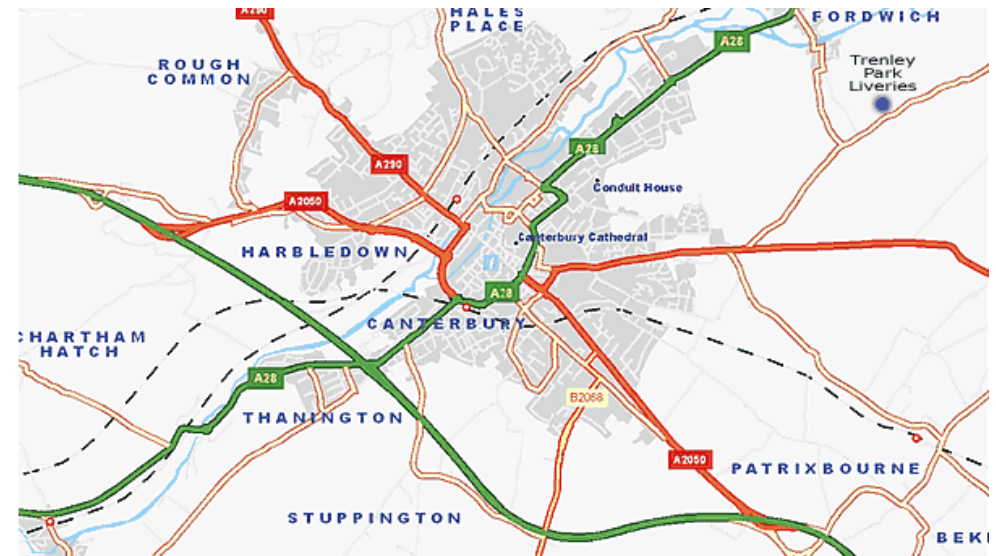 A290
HALES
PLACE
FORDWICH
A28
ROUGH
COMMON
Trenley
Park
Liveries
A28
A290
Conduit House
A2050
Canterbury Cathedral
HARBLEDOWN
A28
CANTERBURY
CHARTHAM
HATCH
A28
B2068
THANINGTON
A2050
PATRIXBOURNE
STUPPINGTON
BEK